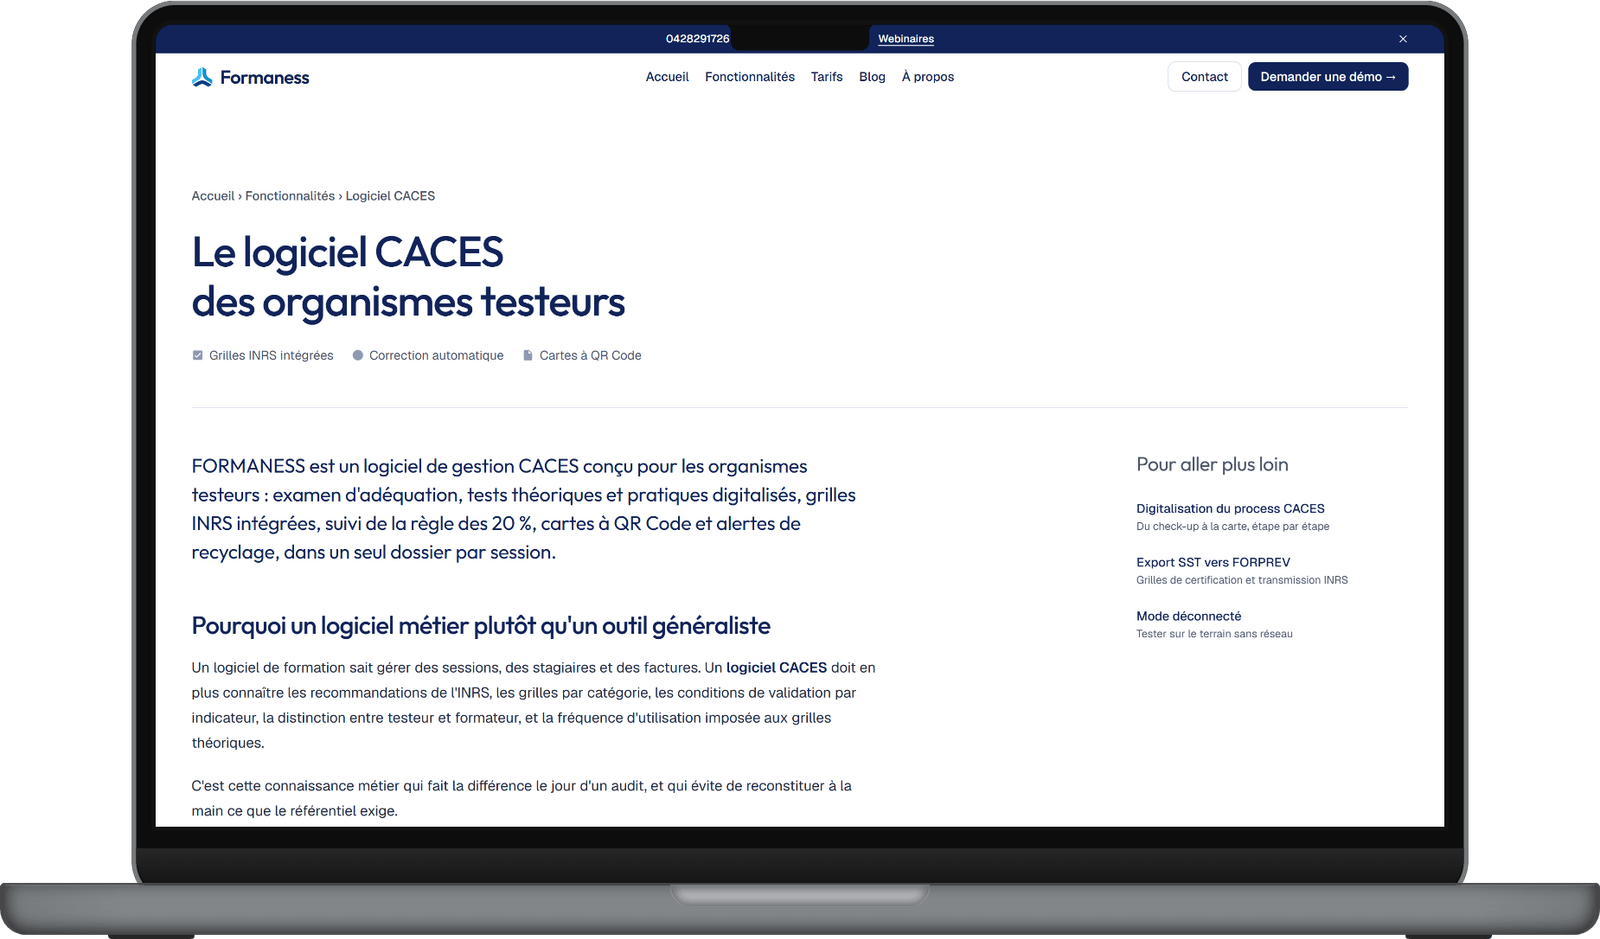 0428291726
Webinaires
Formaness
Accueil
Fonctionnalités
Tarifs
Blog
À propos
Contact
Demander une démo →
Accueil › Fonctionnalités › Logiciel CACES
Le logiciel CACES
des organismes testeurs
Grilles INRS intégrées
Correction automatique
Cartes à QR Code
FORMANESS est un logiciel de gestion CACES conçu pour les organismes
testeurs : examen d'adéquation, tests théoriques et pratiques digitalisés, grilles
INRS intégrées, suivi de la règle des 20 %, cartes à QR Code et alertes de
recyclage, dans un seul dossier par session.
Pourquoi un logiciel métier plutôt qu'un outil généraliste
Un logiciel de formation sait gérer des sessions, des stagiaires et des factures. Un logiciel CACES doit en
plus connaître les recommandations de l'INRS, les grilles par catégorie, les conditions de validation par
indicateur, la distinction entre testeur et formateur, et la fréquence d'utilisation imposée aux grilles
théoriques.
C'est cette connaissance métier qui fait la différence le jour d'un audit, et qui évite de reconstituer à la
main ce que le référentiel exige.
Pour aller plus loin
Digitalisation du process CACES
Du check-up à la carte, étape par étape
Export SST vers FORPREV
Grilles de certification et transmission INRS
Mode déconnecté
Tester sur le terrain sans réseau